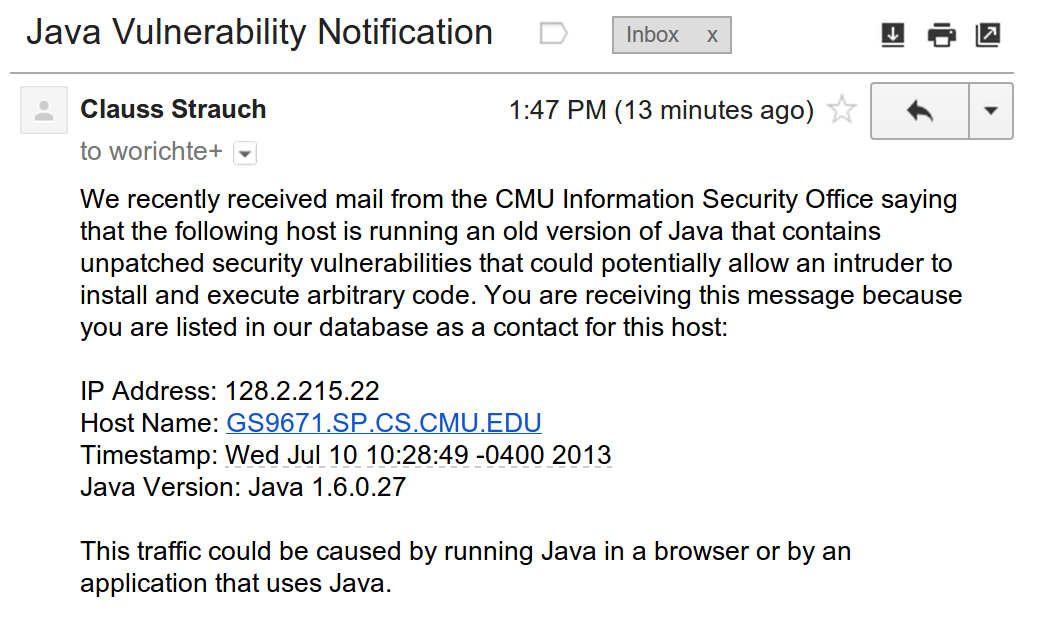 Java Vulnerability Notification
Inbox x
Clauss Strauch
1:47 PM (13 minutes ago)
to worichte+
We recently received mail from the CMU Information Security Office saying
that the following host is running an old version of Java that contains
unpatched security vulnerabilities that could potentially allow an intruder to
install and execute arbitrary code. You are receiving this message because
you are listed in our database as a contact for this host:
IP Address: 128.2.215.22
Host Name: GS9671.SP.CS.CMU.EDU
Timestamp: Wed Jul 10 10:28:49 -0400 2013
Java Version: Java 1.6.0.27
This traffic could be caused by running Java in a browser or by an
application that uses Java.